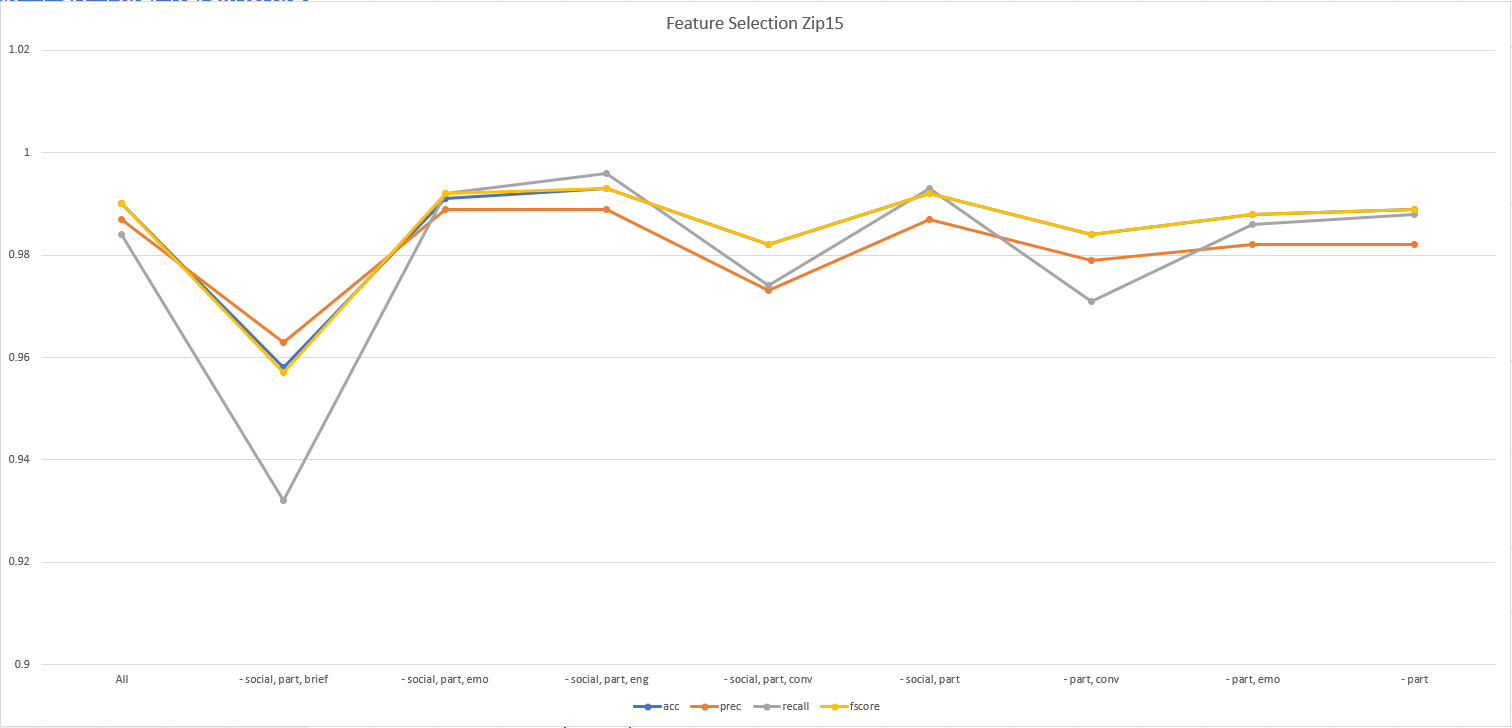 Feature Selection Zip15
1.02
1
0.98
0.96
0.94
0.92
0.9
All - social, part, brief - social, part, emo - social, part, eng - social, part, conv - social, part - part, conv - part, emo - part
acc prec recall fscore